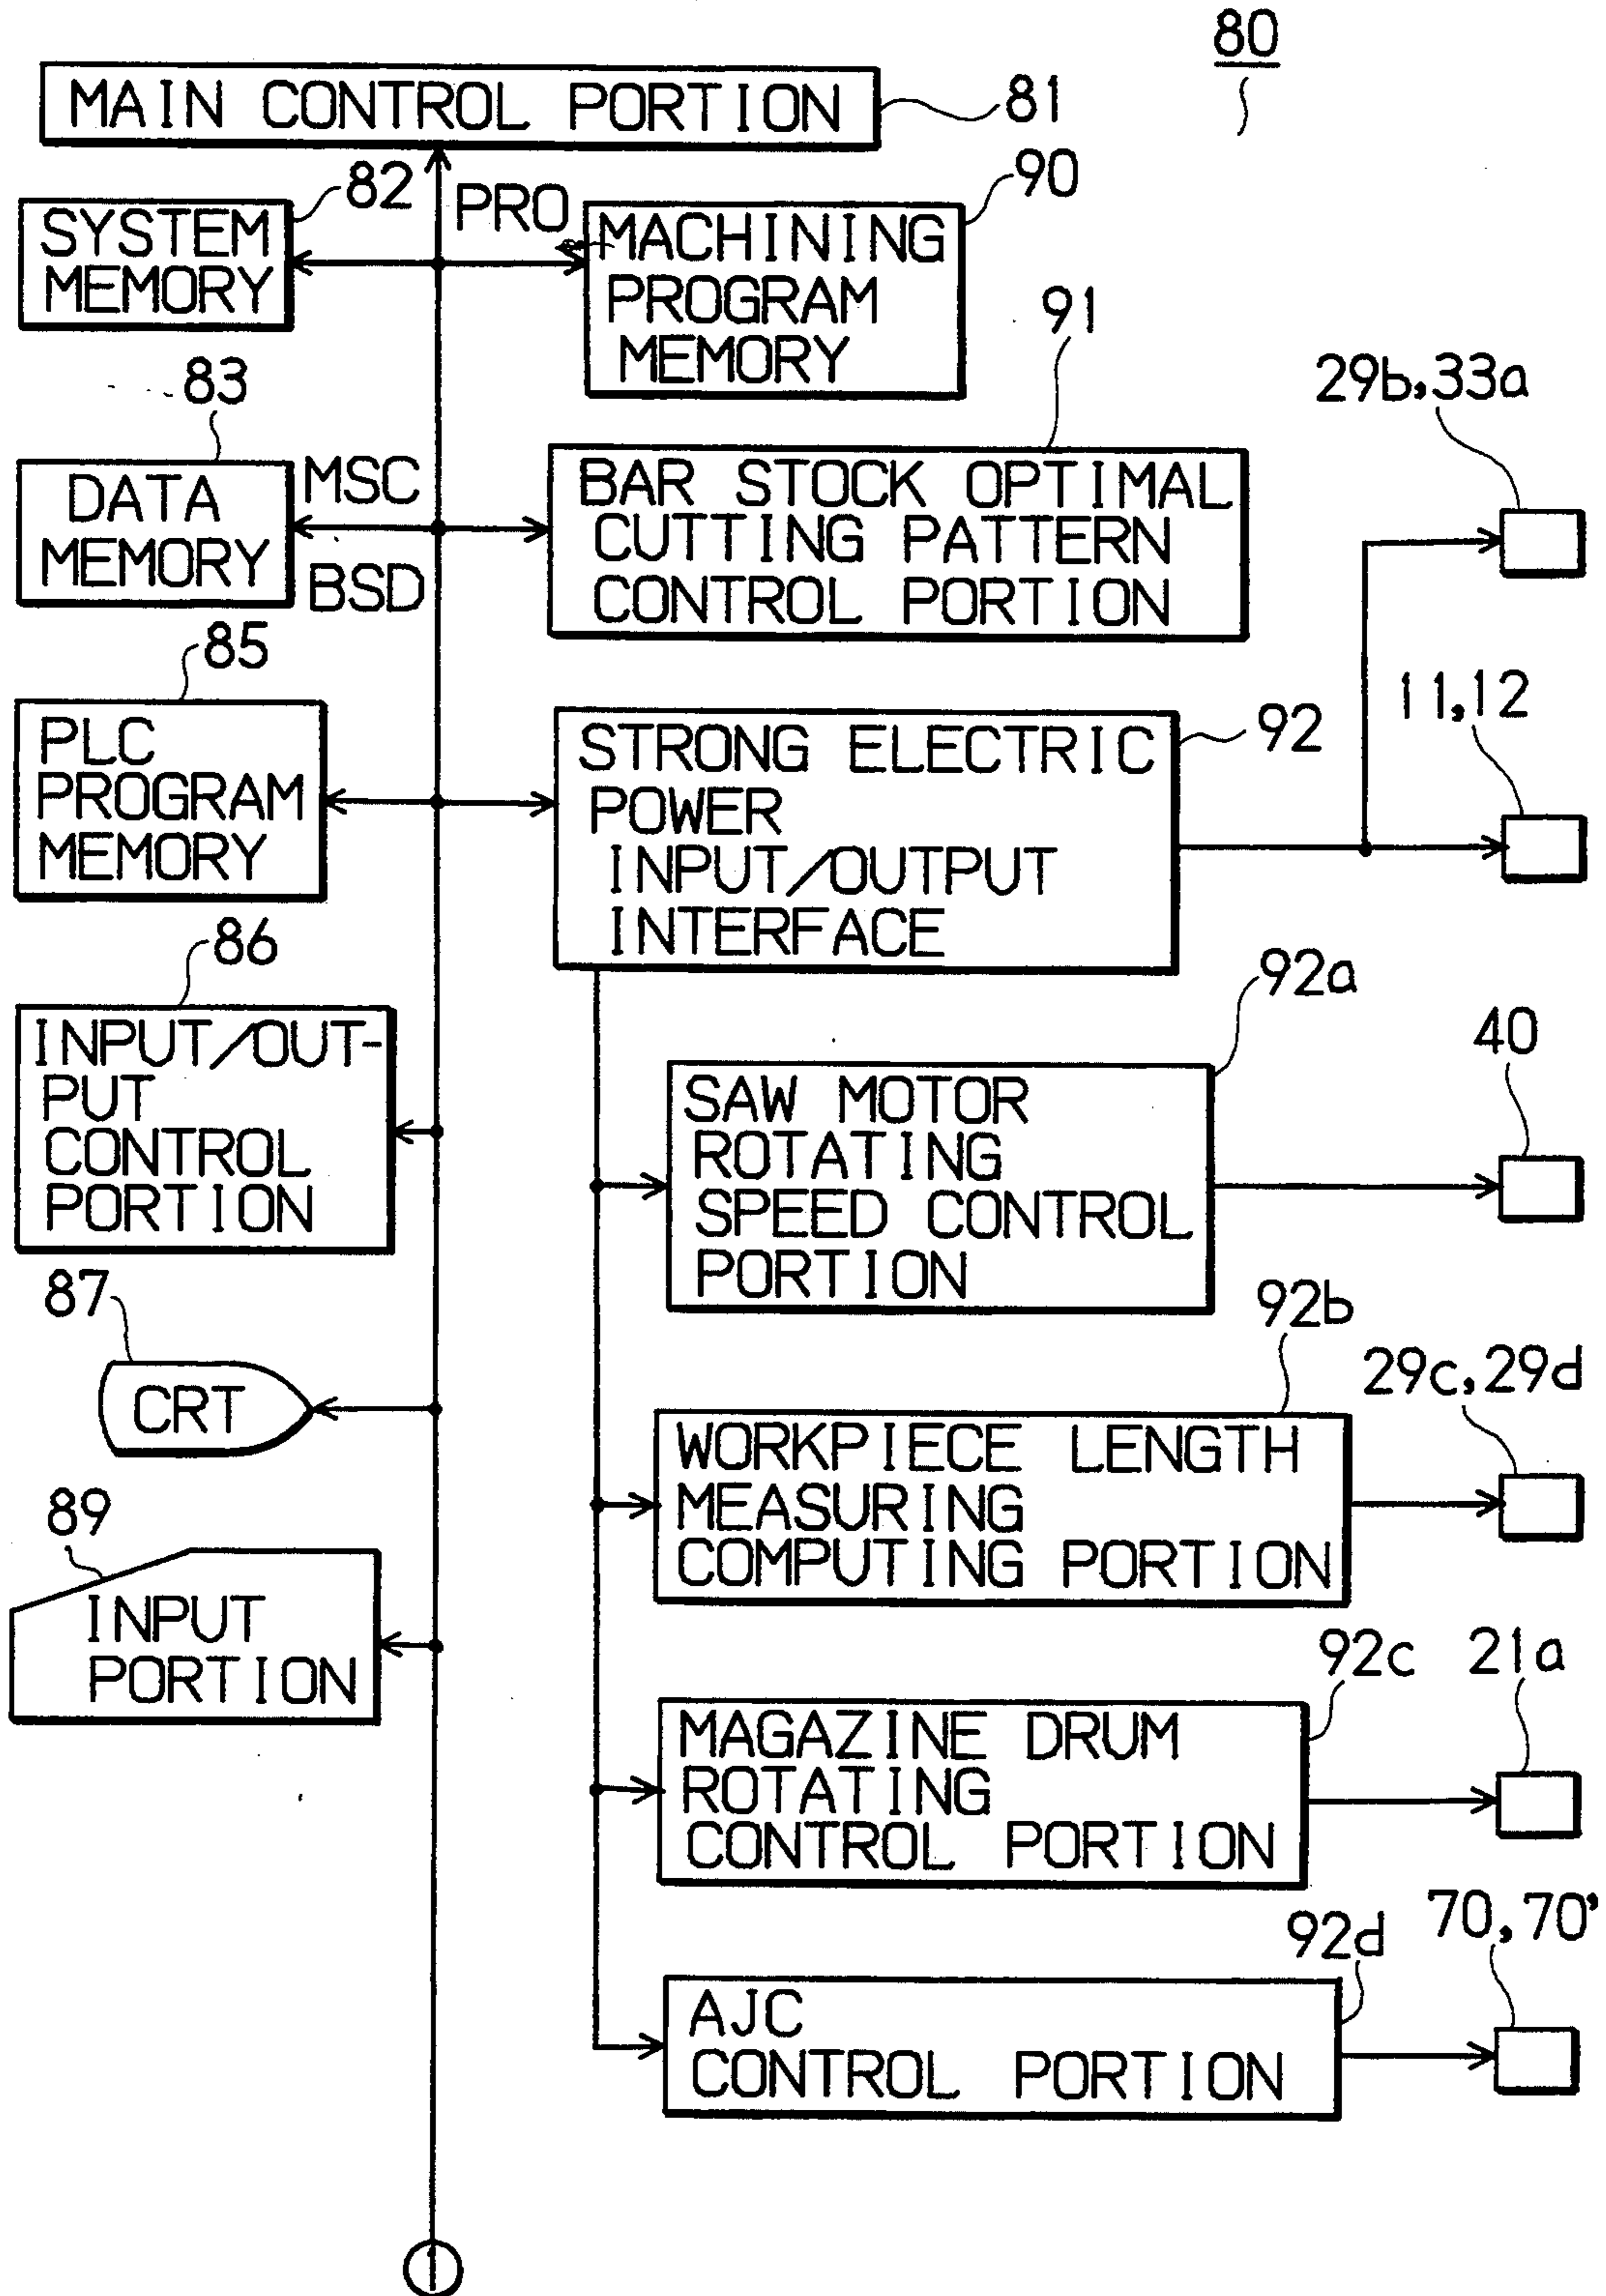 80
MAIN CONTROL PORTION
81
82
SYSTEM
MEMORY
PRO
90
MACHINING
PROGRAM
MEMORY
83
DATA
MEMORY
MSC
BSD
91
BAR STOCK OPTIMAL
CUTTING PATTERN
CONTROL PORTION
29b,33a
85
PLC
PROGRAM
MEMORY
92
STRONG ELECTRIC
POWER
INPUT/OUTPUT
INTERFACE
11,12
86
INPUT/OUT-
PUT
CONTROL
PORTION
92a
SAW MOTOR
ROTATING
SPEED CONTROL
PORTION
40
87
CRT
92b
WORKPIECE LENGTH
MEASURING
COMPUTING PORTION
29c,29d
89
INPUT
PORTION
92c
MAGAZINE DRUM
ROTATING
CONTROL PORTION
21a
92d
AJC
CONTROL PORTION
70,70'
1